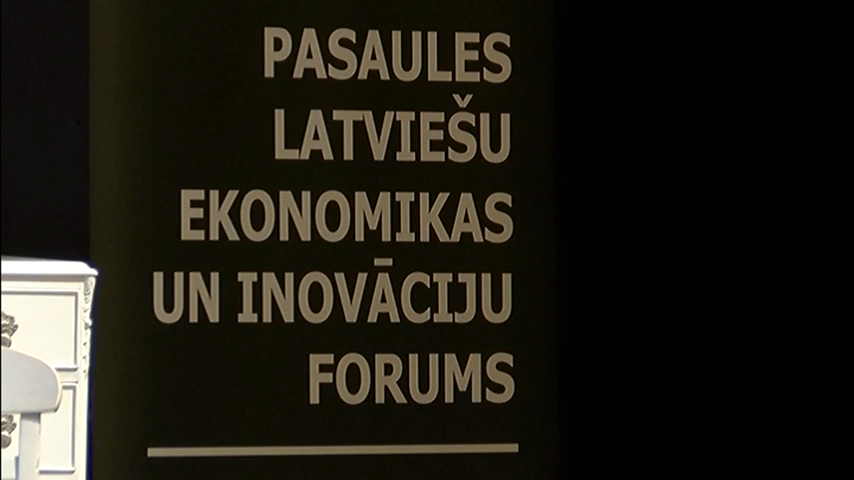 PASAULES
LATVIEŠU
EKONOMIKAS
UN INOVĀCIJU
FORUMS